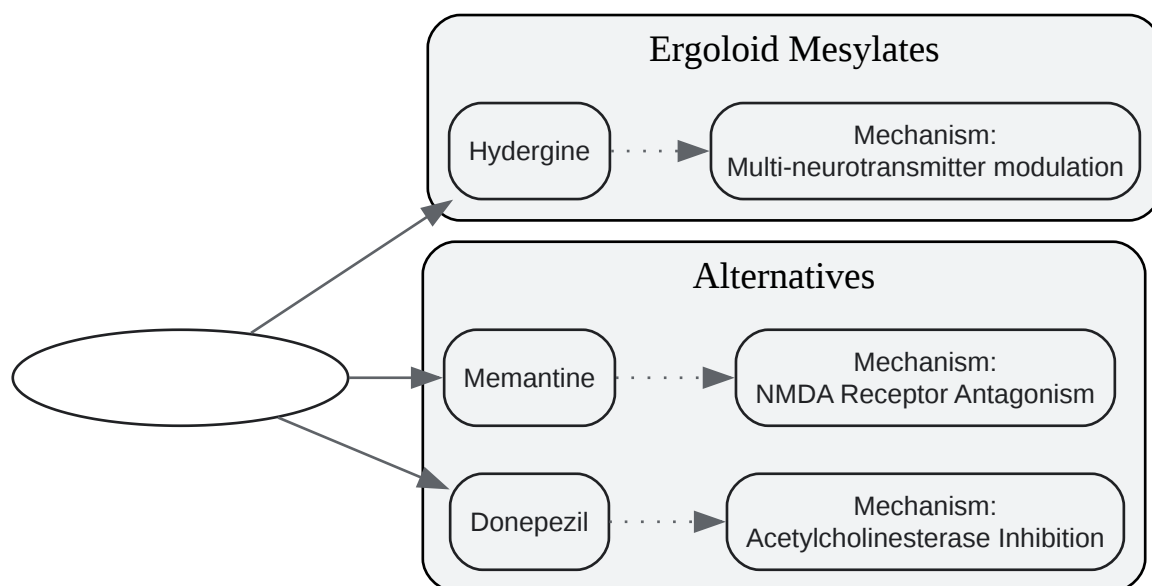 Ergoloid Mesylates
Hydergine
Mechanism:
Multi-neurotransmitter modulation
Alternatives
Memantine
Mechanism:
NMDA Receptor Antagonism
Donepezil
Mechanism:
Acetylcholinesterase Inhibition